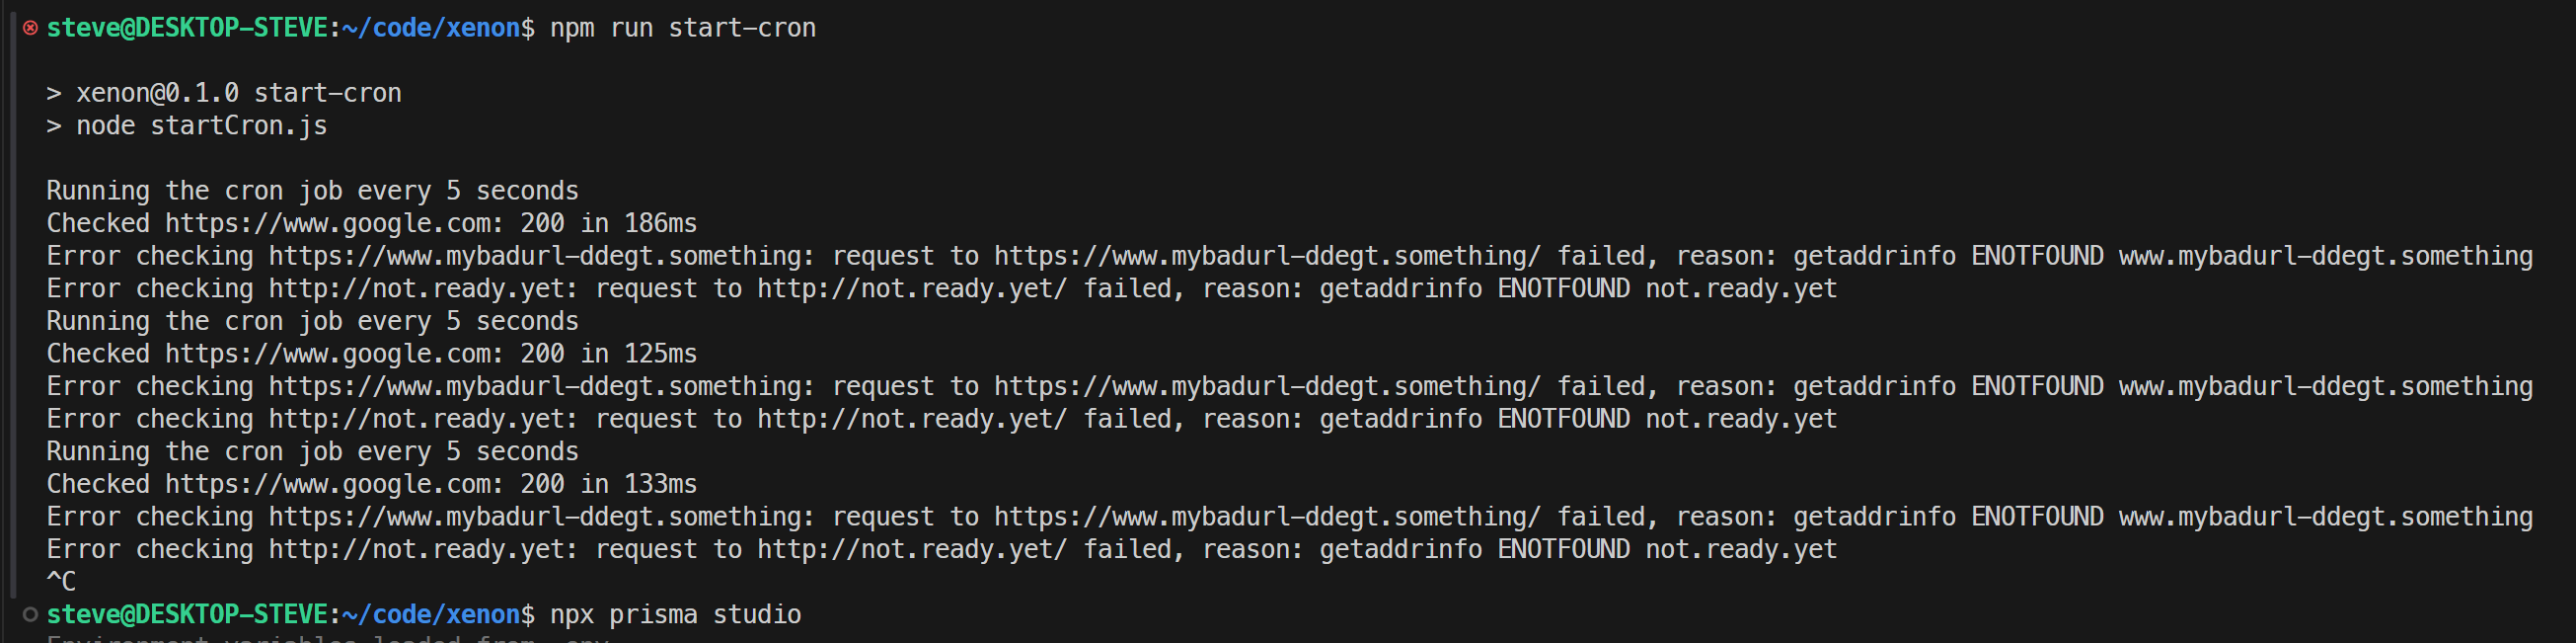 steve@DESKTOP-STEVE:~/code/xenon$ npm run start-cron
> xenon@0.1.0 start-cron
> node startCron.js
Running the cron job every 5 seconds
Checked https://www.google.com: 200 in 186ms
Error checking https://www.mybadurl-ddegt.something: request to https://www.mybadurl-ddegt.something/ failed, reason: getaddrinfo ENOTFOUND www.mybadurl-ddegt.something
Error checking http://not.ready.yet: request to http://not.ready.yet/ failed, reason: getaddrinfo ENOTFOUND not.ready.yet
Running the cron job every 5 seconds
Checked https://www.google.com: 200 in 125ms
Error checking https://www.mybadurl-ddegt.something: request to https://www.mybadurl-ddegt.something/ failed, reason: getaddrinfo ENOTFOUND www.mybadurl-ddegt.something
Error checking http://not.ready.yet: request to http://not.ready.yet/ failed, reason: getaddrinfo ENOTFOUND not.ready.yet
Running the cron job every 5 seconds
Checked https://www.google.com: 200 in 133ms
Error checking https://www.mybadurl-ddegt.something: request to https://www.mybadurl-ddegt.something/ failed, reason: getaddrinfo ENOTFOUND www.mybadurl-ddegt.something
Error checking http://not.ready.yet: request to http://not.ready.yet/ failed, reason: getaddrinfo ENOTFOUND not.ready.yet
^C
steve@DESKTOP-STEVE:~/code/xenon$ npx prisma studio
Environment variables loaded from .env